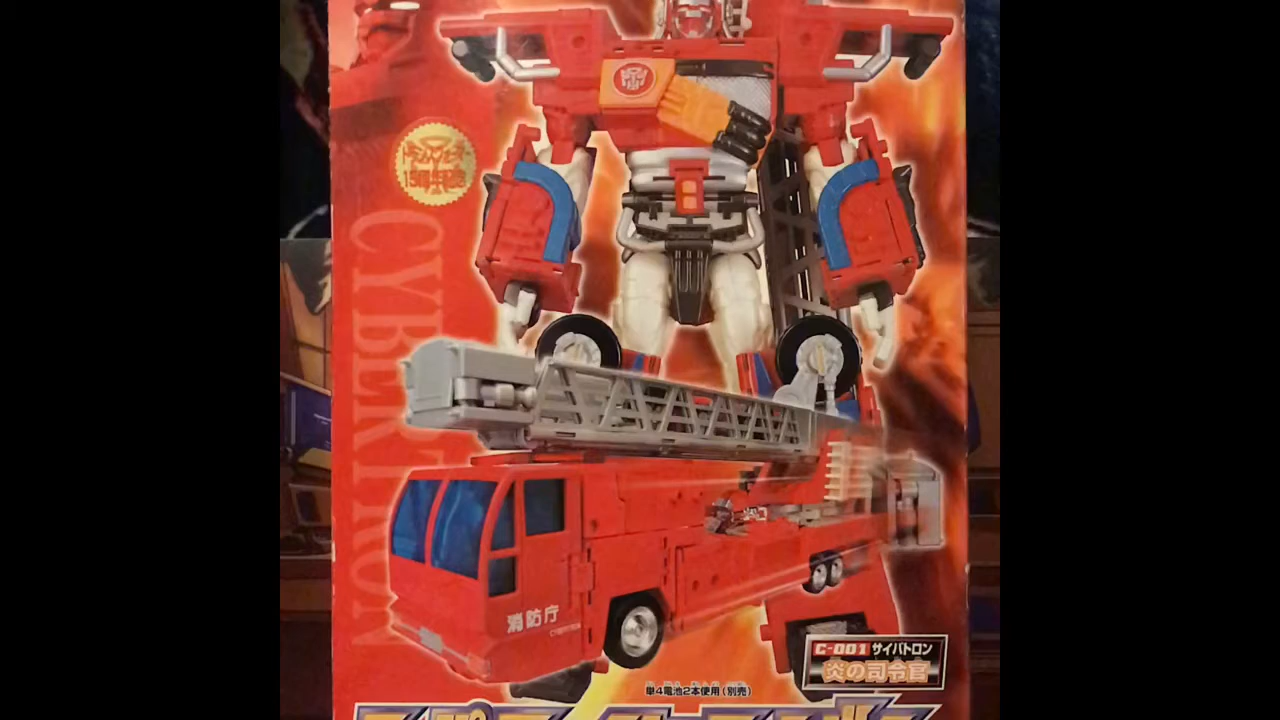 トランスフォーマー
15周年記念
CYBERTRON
消防庁
CYBERTRON
C-001 サイバトロン
炎の司令官
単4電池2本使用(別売)